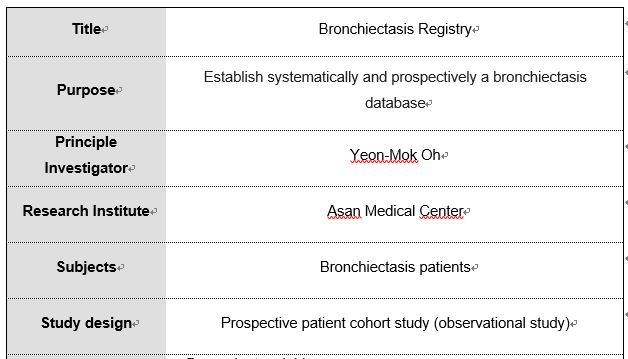 Title
Bronchiectasis Registry
Purpose
Establish systematically and prospectively a bronchiectasis
database
Principle
Investigator
Yeon-Mok Oh
Research Institute
Asan Medical Center
Subjects
Bronchiectasis patients
Study design
Prospective patient cohort study (observational study)